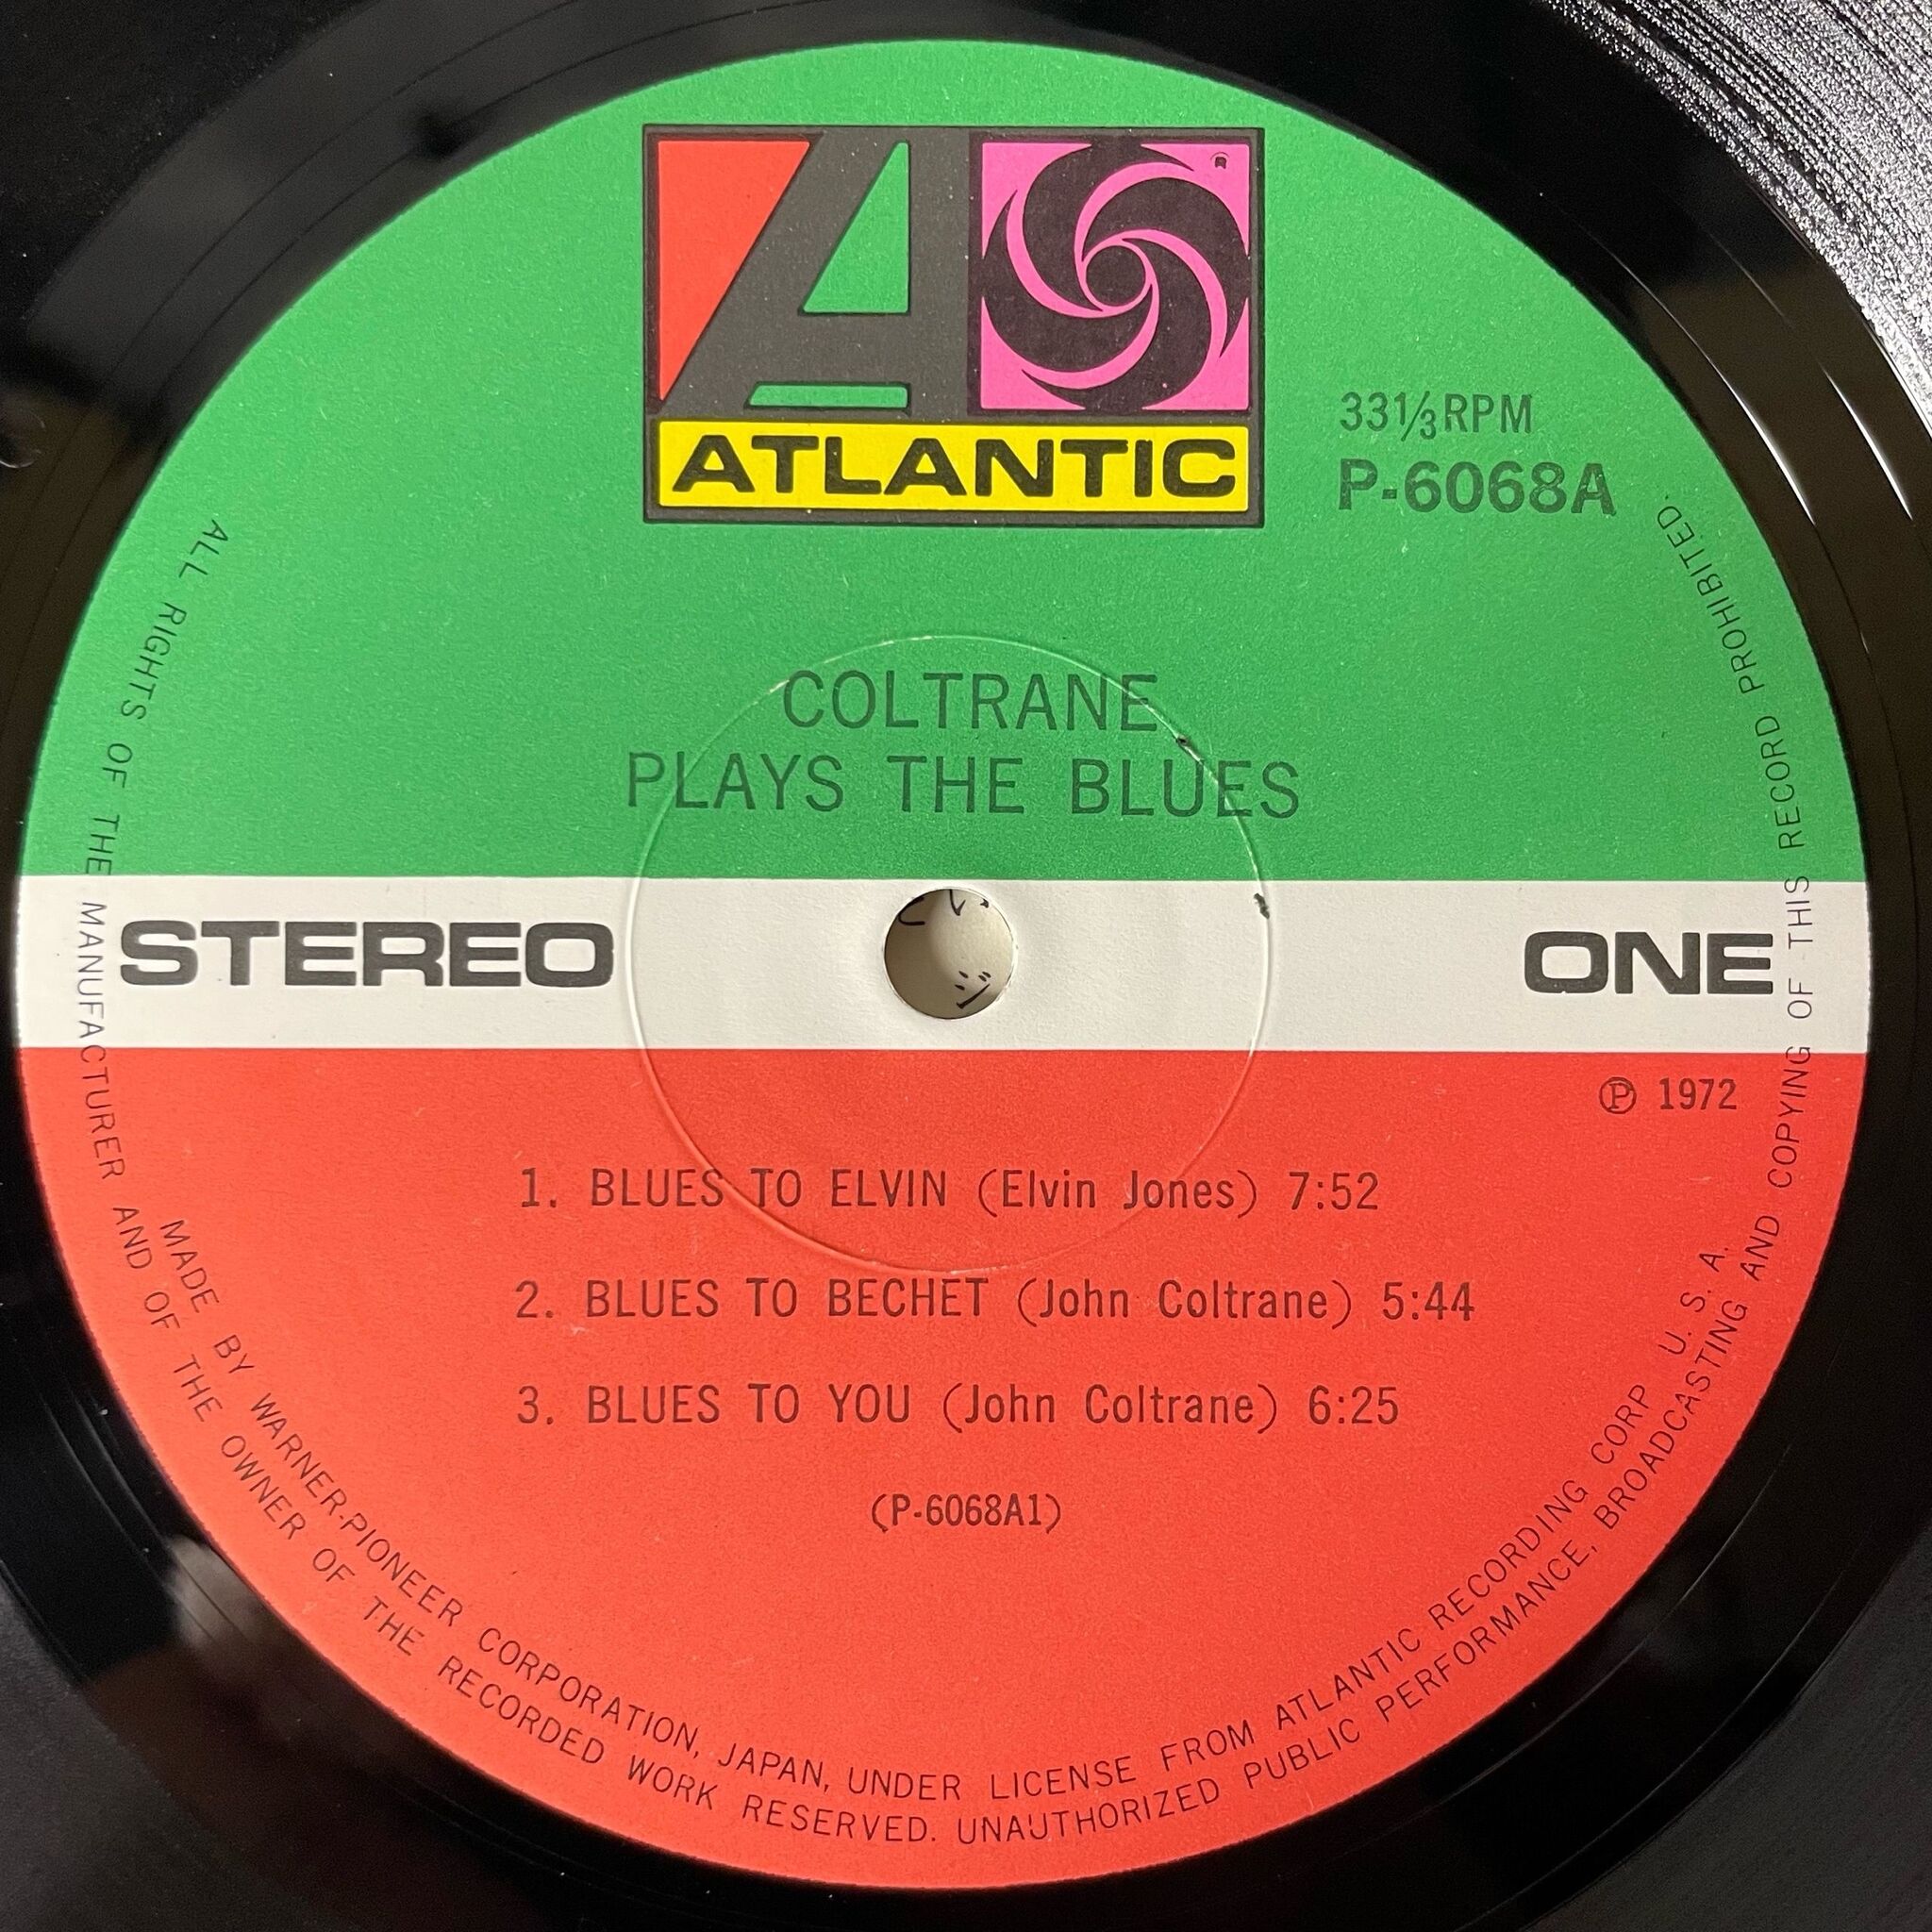 ATLANTIC
®
33⅓RPM
P-6068A
COLTRANE
PLAYS THE BLUES
STEREO
ONE
Ⓟ 1972
1. BLUES TO ELVIN (Elvin Jones) 7:52
2. BLUES TO BECHET (John Coltrane) 5:44
3. BLUES TO YOU (John Coltrane) 6:25
(P-6068A1)
MADE BY WARNER-PIONEER CORPORATION, JAPAN, UNDER LICENSE FROM ATLANTIC RECORDING CORP U. S. A.
ALL RIGHTS OF THE MANUFACTURER AND OF THE OWNER OF THE RECORDED WORK RESERVED. UNAUTHORIZED PUBLIC PERFORMANCE, BROADCASTING AND COPYING OF THIS RECORD PROHIBITED.